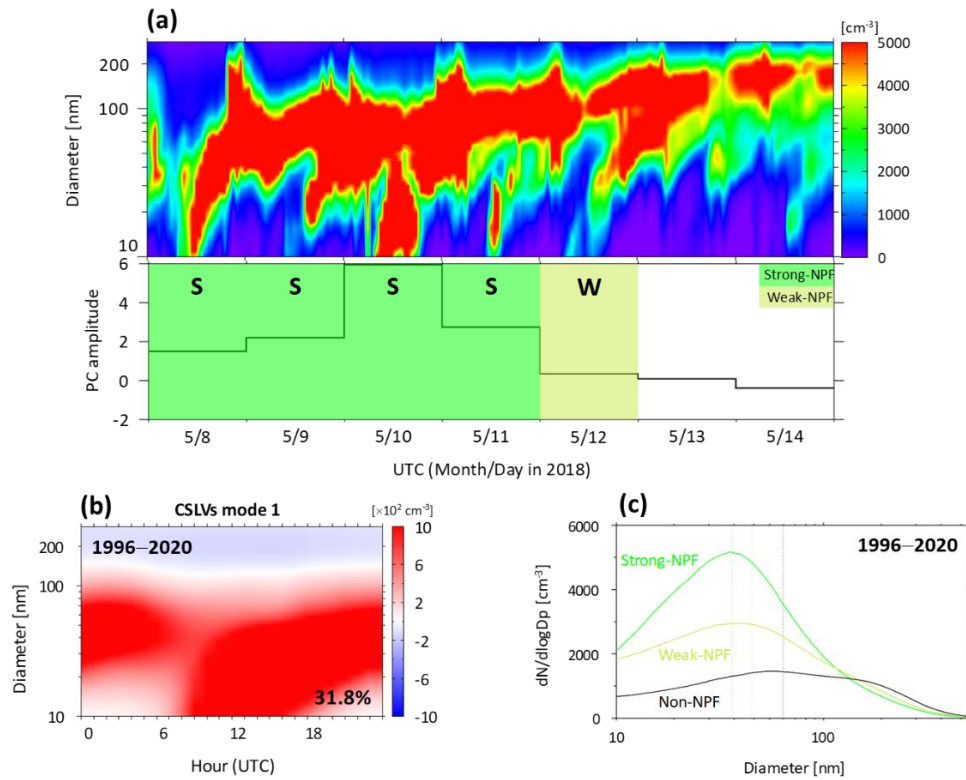 (a)
[cm-3]
200
100
10
Diameter [nm]
5000
4000
3000
2000
1000
0
6
4
2
0
-2
PC amplitude
S S S S W
Strong-NPF
Weak-NPF
5/8 5/9 5/10 5/11 5/12 5/13 5/14
UTC (Month/Day in 2018)
(b)
CSLVs mode 1
[×10² cm-3]
1996–2020
200
100
10
Diameter [nm]
31.8%
10
6
2
-2
-6
-10
0 6 12 18
Hour (UTC)
(c)
1996–2020
6000
4000
2000
0
dN/dlogDp [cm-3]
Strong-NPF
Weak-NPF
Non-NPF
10 100
Diameter [nm]